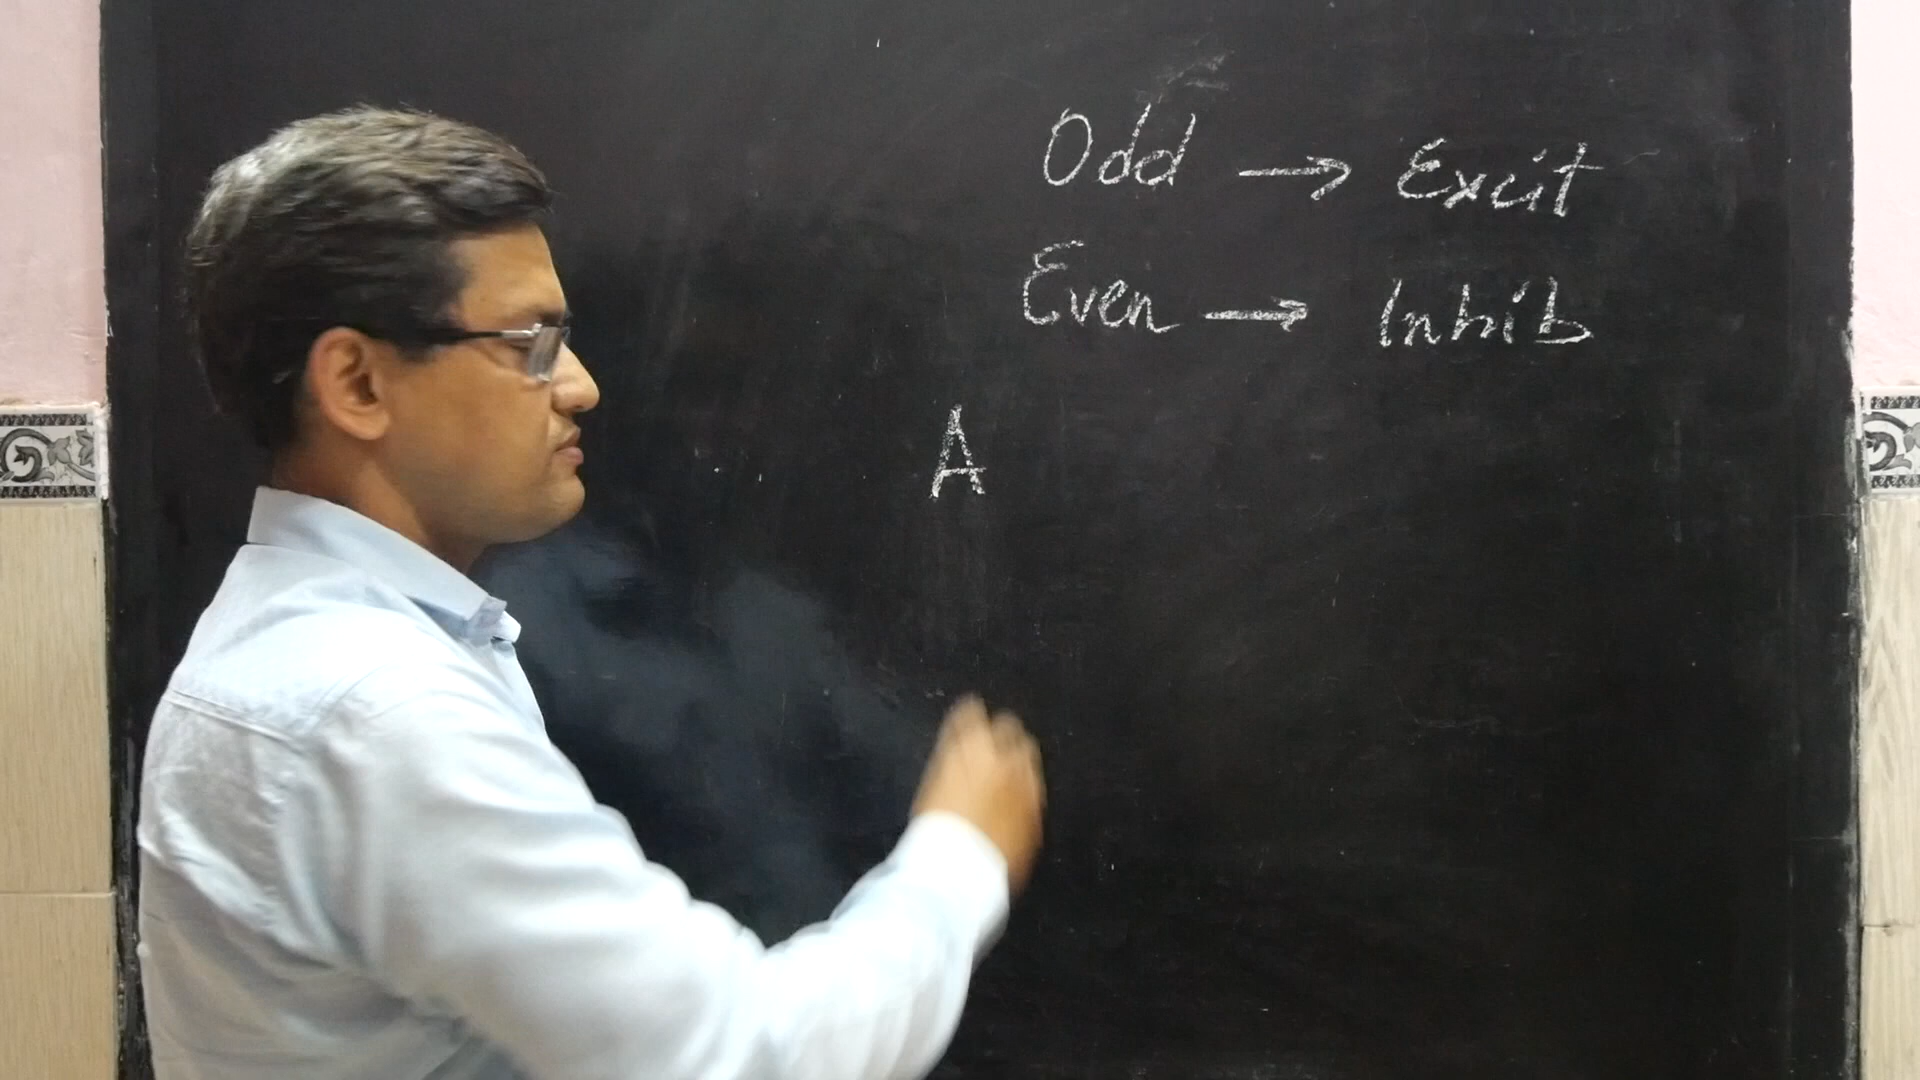 Odd → Excit
Even → Inhib
A